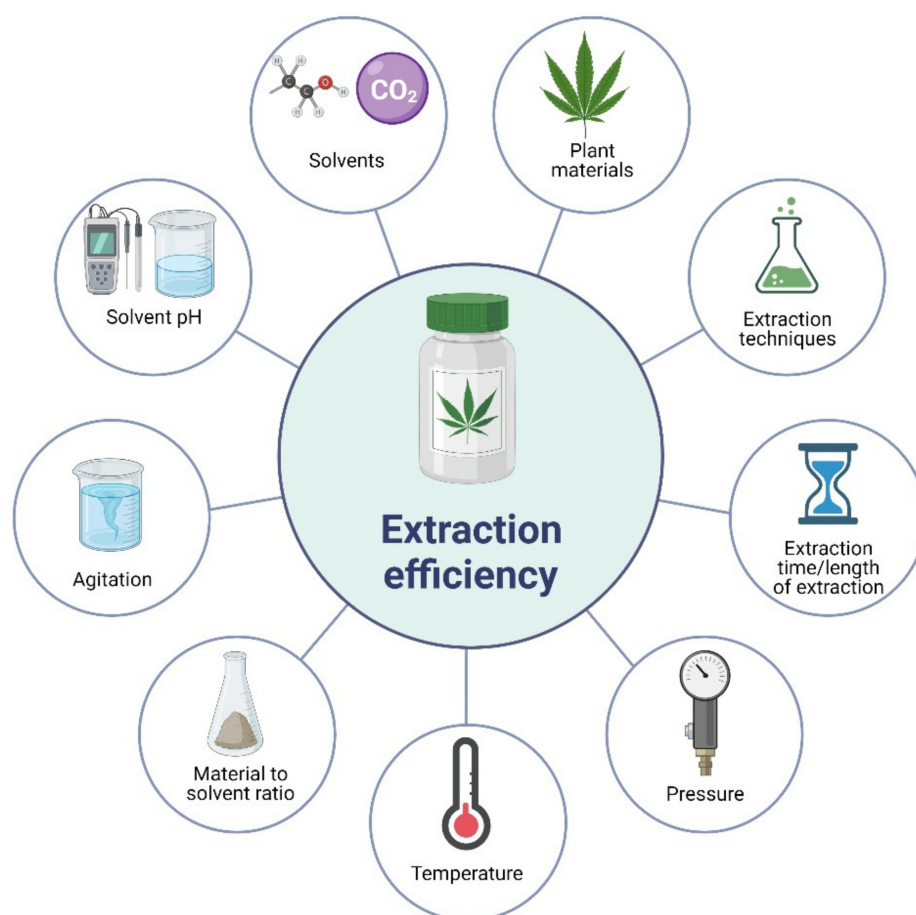 H
H
C
C
O
H
H
H
CO₂
Solvents
Plant
materials
Solvent pH
Extraction
techniques
Extraction
efficiency
Agitation
Extraction
time/length
of extraction
Material to
solvent ratio
Pressure
Temperature